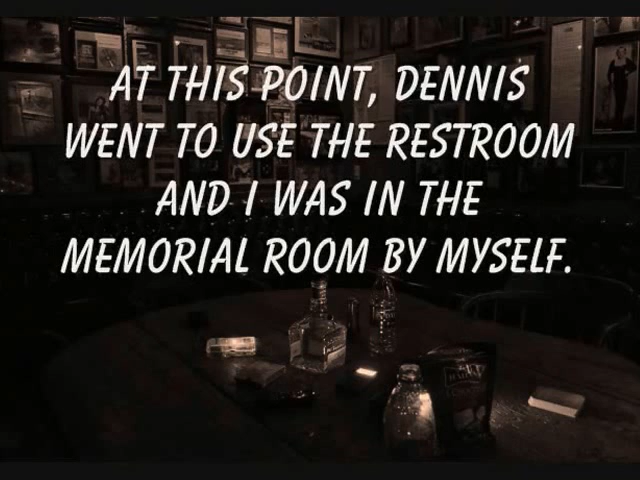 AT THIS POINT, DENNIS
WENT TO USE THE RESTROOM
AND I WAS IN THE
MEMORIAL ROOM BY MYSELF.